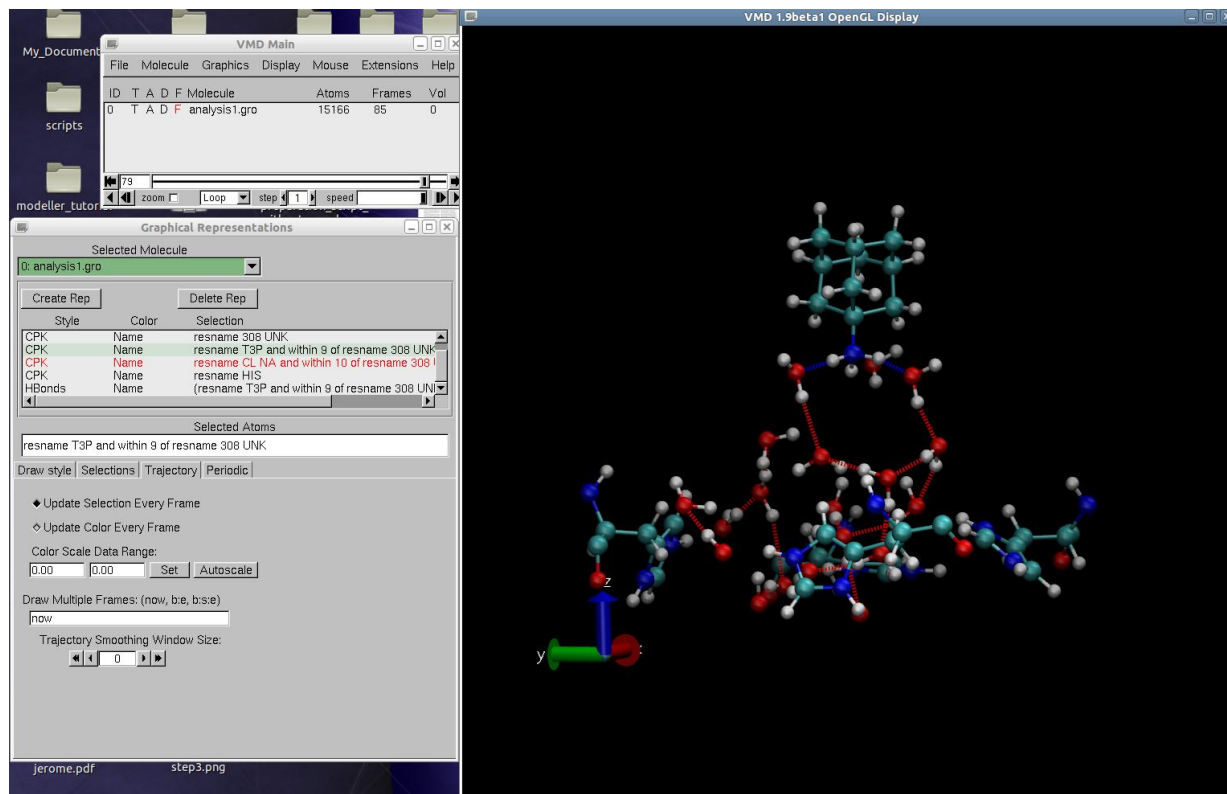 VMD 1.9beta1 OpenGL Display
My_Document
VMD Main
File Molecule Graphics Display Mouse Extensions Help
ID T A D F Molecule Atoms Frames Vol
0 T A D F analysis1.gro 15166 85 0
scripts
79
zoom Loop step 1 speed
modeller_tutor
Graphical Representations
Selected Molecule
0: analysis1.gro
Create Rep Delete Rep
Style Color Selection
CPK Name resname 308 UNK
CPK Name resname T3P and within 9 of resname 308 UNK
CPK Name resname CL NA and within 10 of resname 308
CPK Name resname HIS
HBonds Name (resname T3P and within 9 of resname 308 UNI
Selected Atoms
resname T3P and within 9 of resname 308 UNK
Draw style Selections Trajectory Periodic
Update Selection Every Frame
Update Color Every Frame
Color Scale Data Range:
0.00 0.00 Set Autoscale
Draw Multiple Frames: (now, b:e, b:s:e)
now
Trajectory Smoothing Window Size:
0
z
y
jerome.pdf step3.png